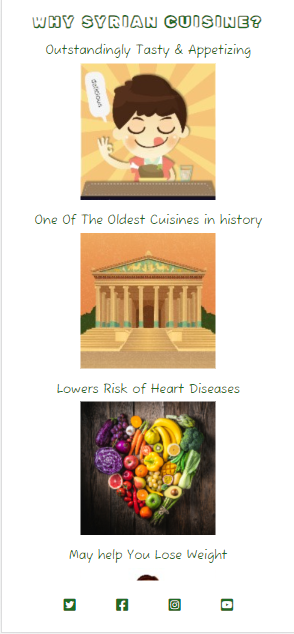 WHY SYRIAN CUISINE?
Outstandingly Tasty & Appetizing
delicious
One Of The Oldest Cuisines in history
Lowers Risk of Heart Diseases
May help You Lose Weight